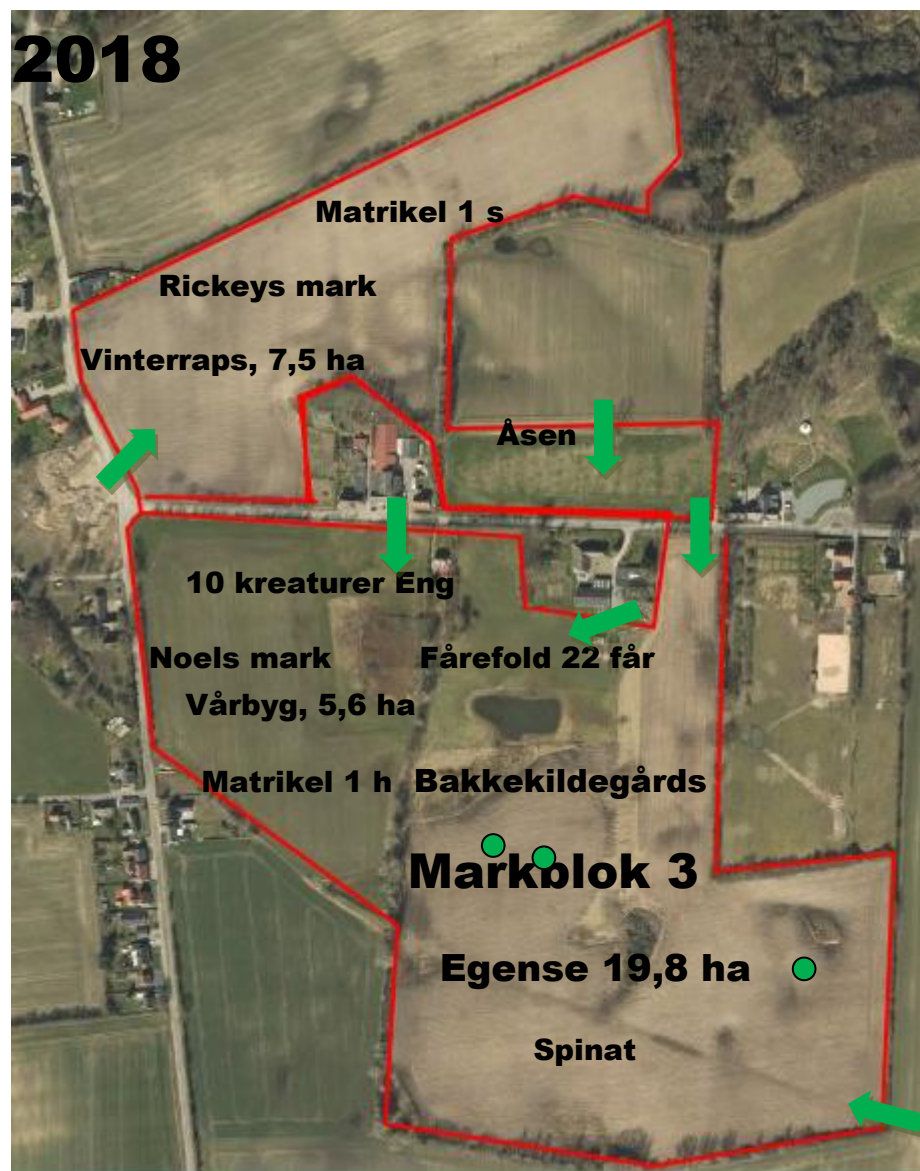 2018
Matrikel 1 s
Rickeys mark
Vinterraps, 7,5 ha
Åsen
10 kreaturer Eng
Noels mark
Fårefold 22 får
Vårbyg, 5,6 ha
Matrikel 1 h
Bakkekildegårds
Markblok 3
Egense 19,8 ha
Spinat